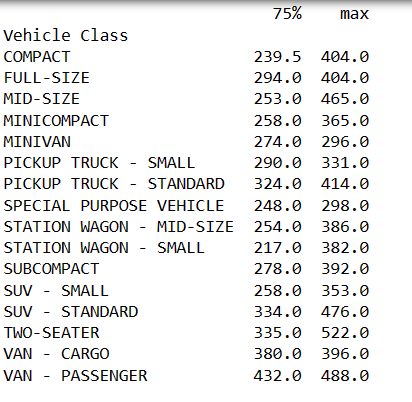 75% max
Vehicle Class
COMPACT 239.5 404.0
FULL-SIZE 294.0 404.0
MID-SIZE 253.0 465.0
MINICOMPACT 258.0 365.0
MINIVAN 274.0 296.0
PICKUP TRUCK - SMALL 290.0 331.0
PICKUP TRUCK - STANDARD 324.0 414.0
SPECIAL PURPOSE VEHICLE 248.0 298.0
STATION WAGON - MID-SIZE 254.0 386.0
STATION WAGON - SMALL 217.0 382.0
SUBCOMPACT 278.0 392.0
SUV - SMALL 258.0 353.0
SUV - STANDARD 334.0 476.0
TWO-SEATER 335.0 522.0
VAN - CARGO 380.0 396.0
VAN - PASSENGER 432.0 488.0